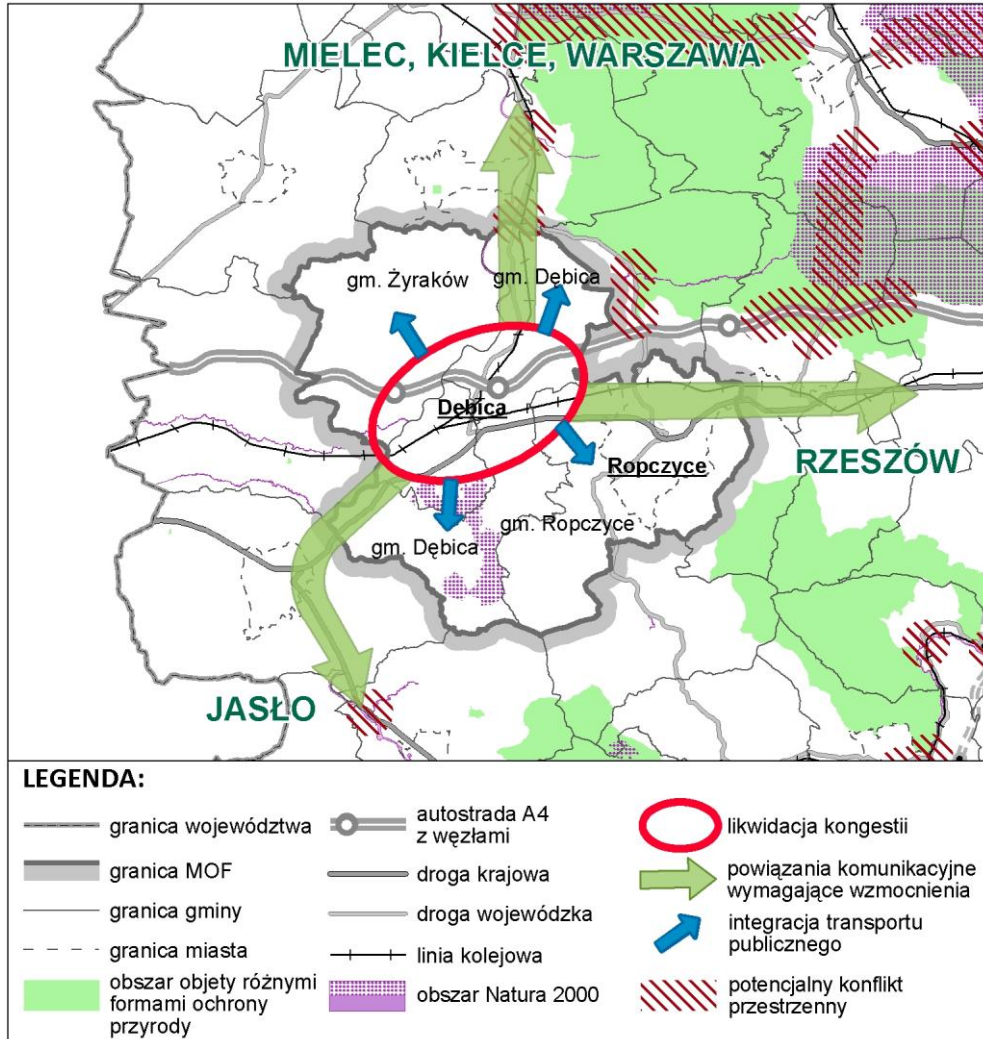 MIELEC, KIELCE, WARSZAWA
gm. Żyraków
gm. Dębica
Dębica
Ropczyce
RZESZÓW
gm. Ropczyce
gm. Dębica
JASŁO
LEGENDA:
granica województwa
granica MOF
granica gminy
granica miasta
obszar objęty różnymi
formami ochrony
przyrody
autostrada A4
z węzłami
droga krajowa
droga wojewódzka
linia kolejowa
obszar Natura 2000
likwidacja kongestii
powiązania komunikacyjne
wymagające wzmocnienia
integracja transportu
publicznego
potencjalny konflikt
przestrzenny